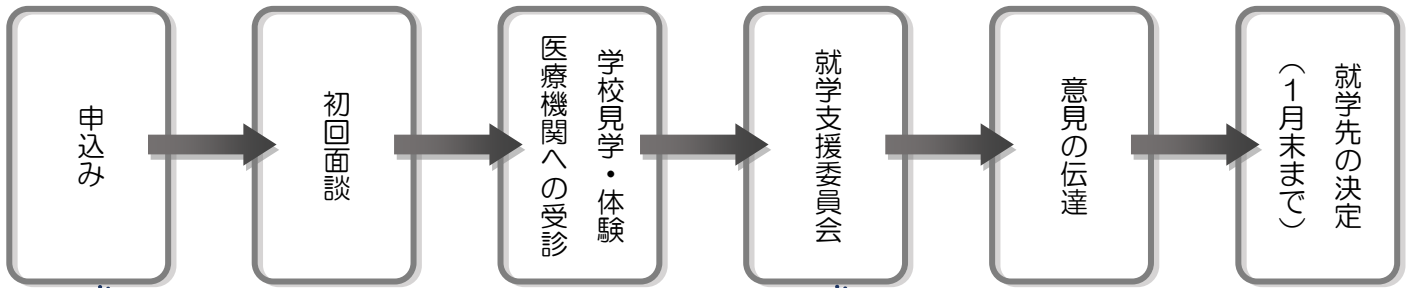 申込み
初回面談
学校見学・体験
医療機関への受診
就学支援委員会
意見の伝達
就学先の決定
（１月末まで）